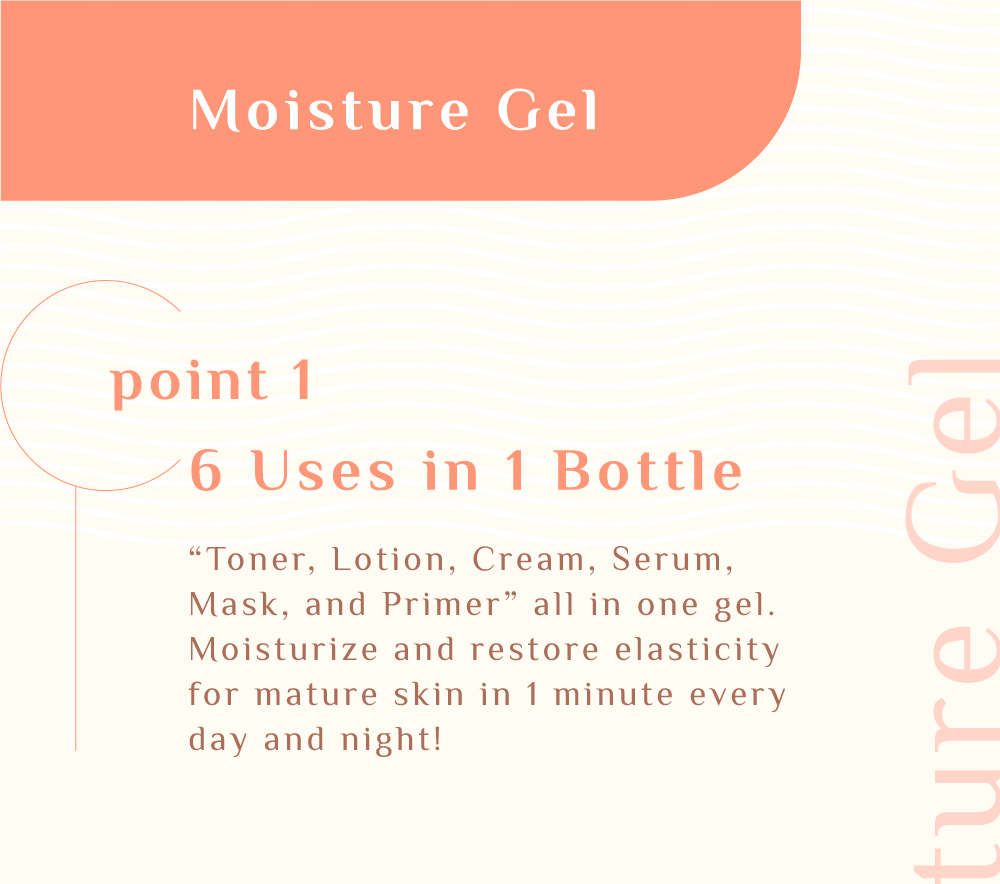 Moisture Gel
point 1
6 Uses in 1 Bottle
“Toner, Lotion, Cream, Serum,
Mask, and Primer” all in one gel.
Moisturize and restore elasticity
for mature skin in 1 minute every
day and night!
ture Gel